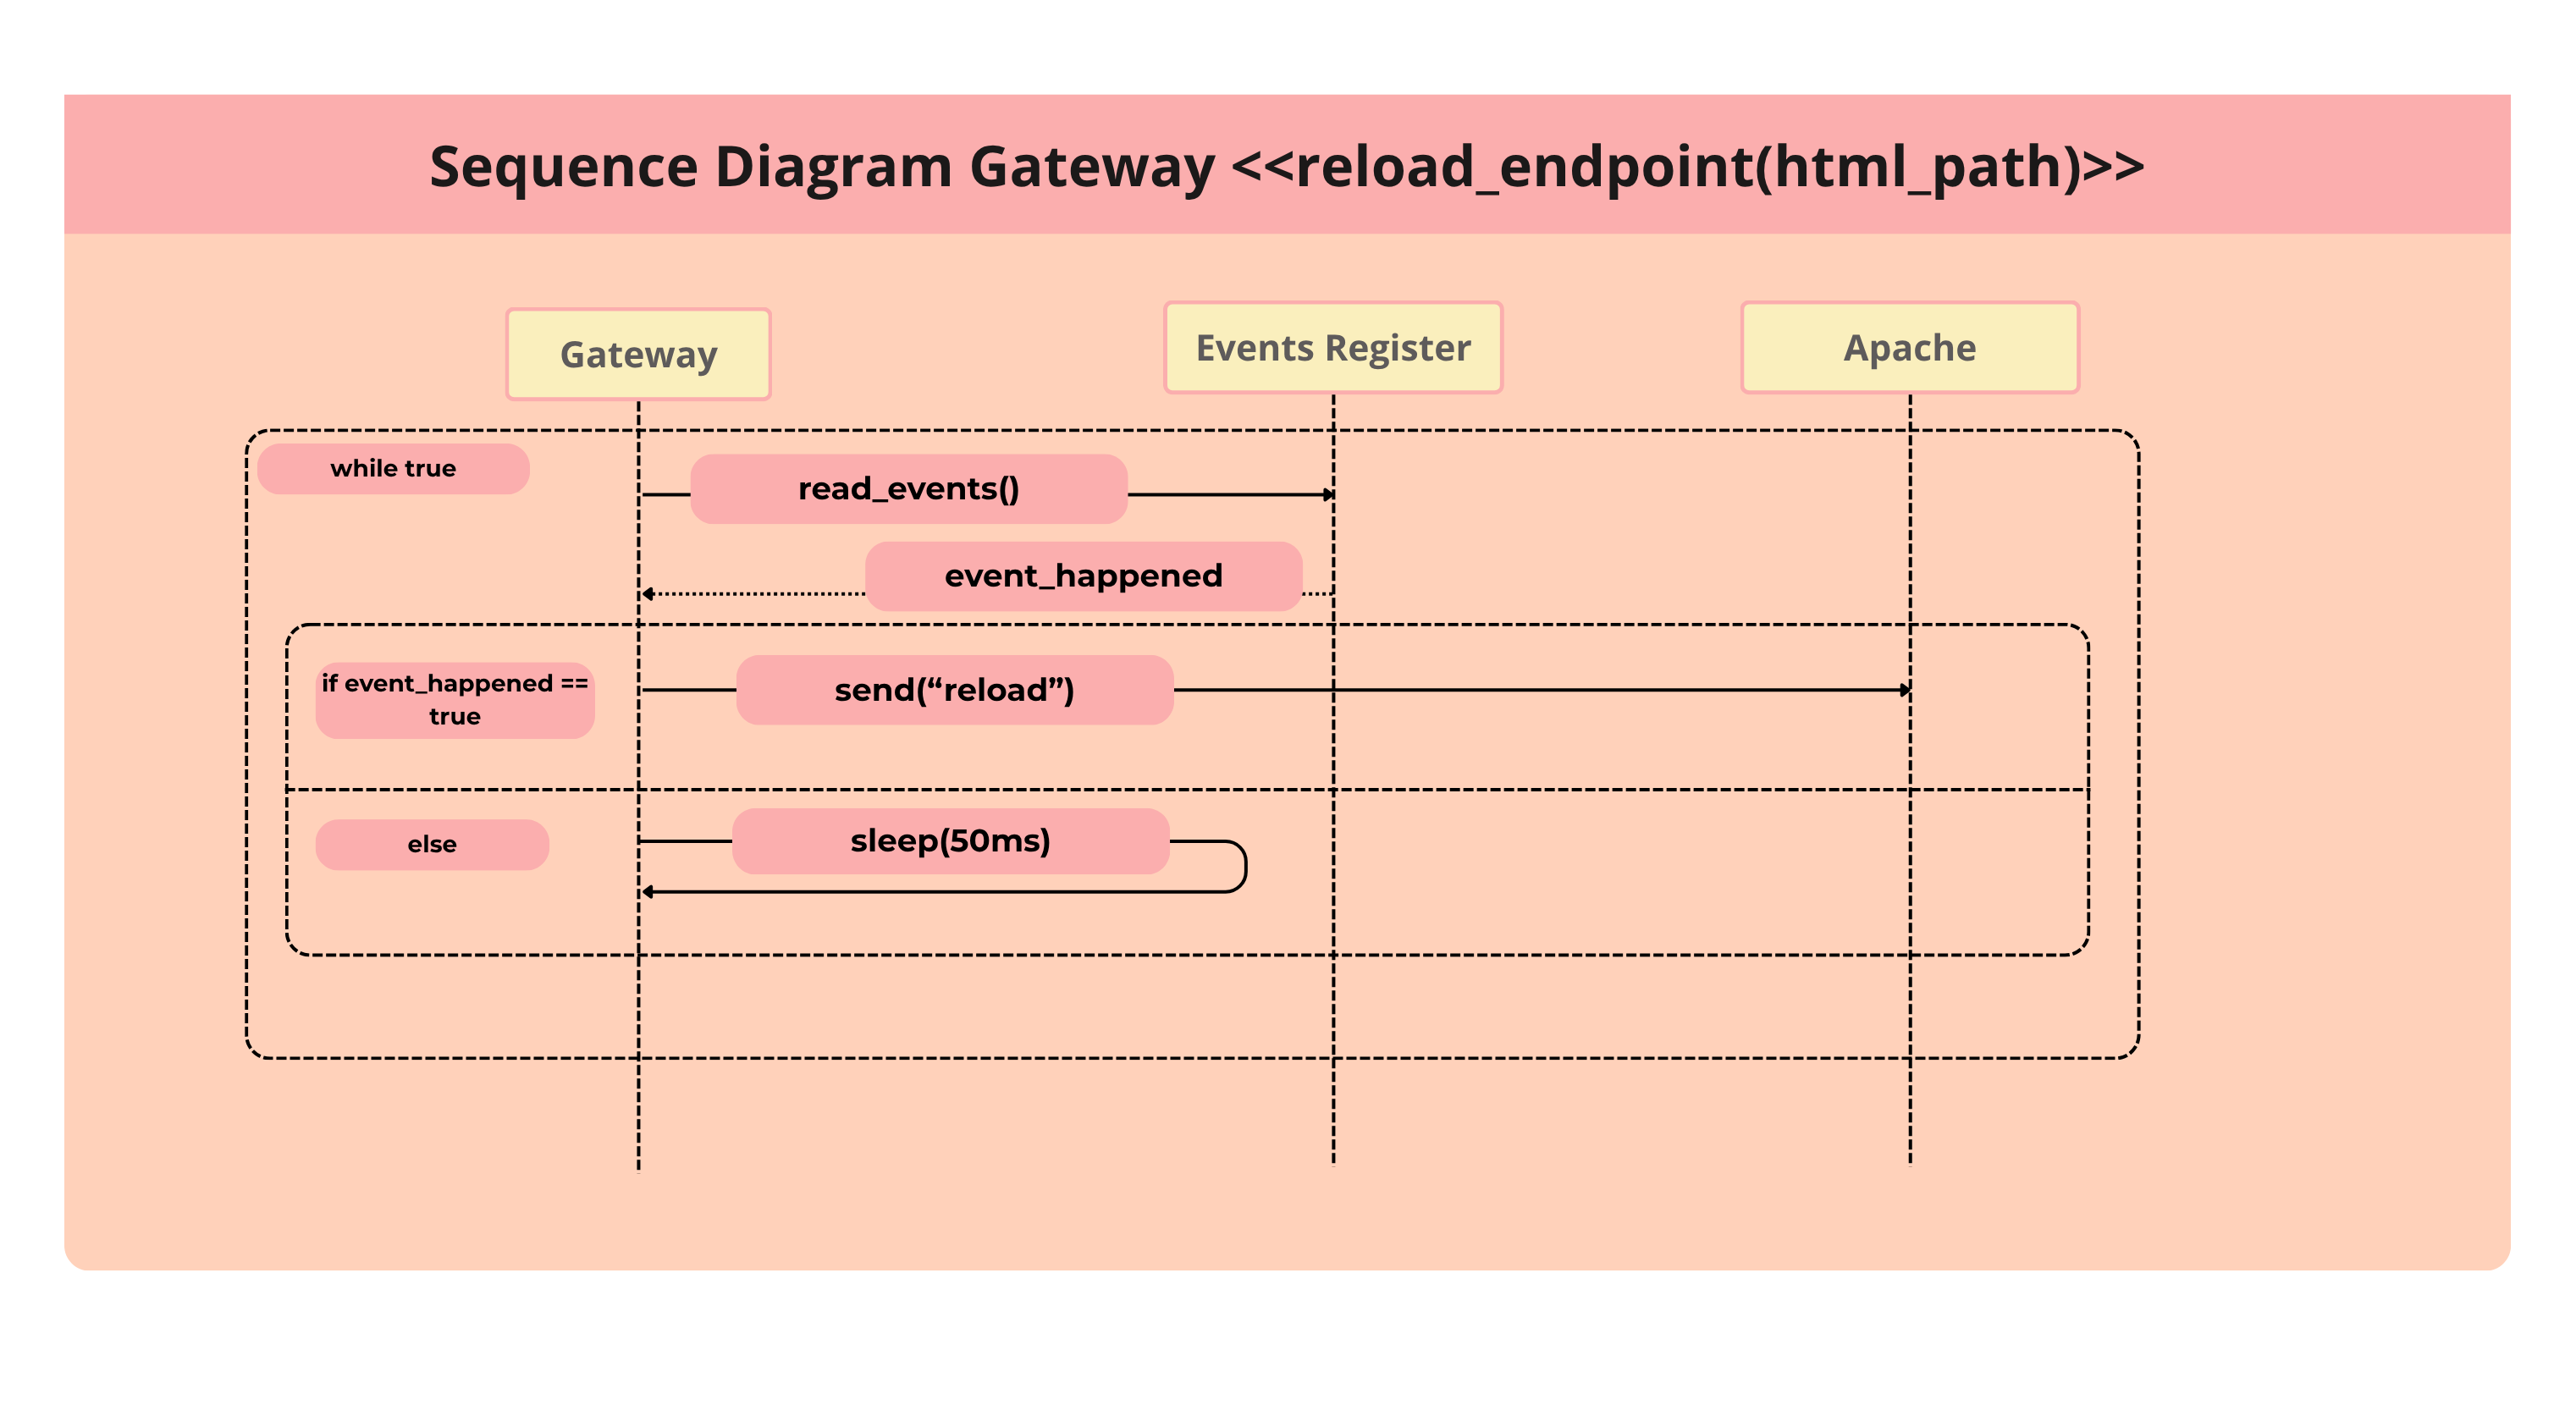 Sequence Diagram Gateway <<reload_endpoint(html_path)>>
Gateway
Events Register
Apache
while true
read_events()
event_happened
if event_happened ==
true
send(“reload”)
else
sleep(50ms)